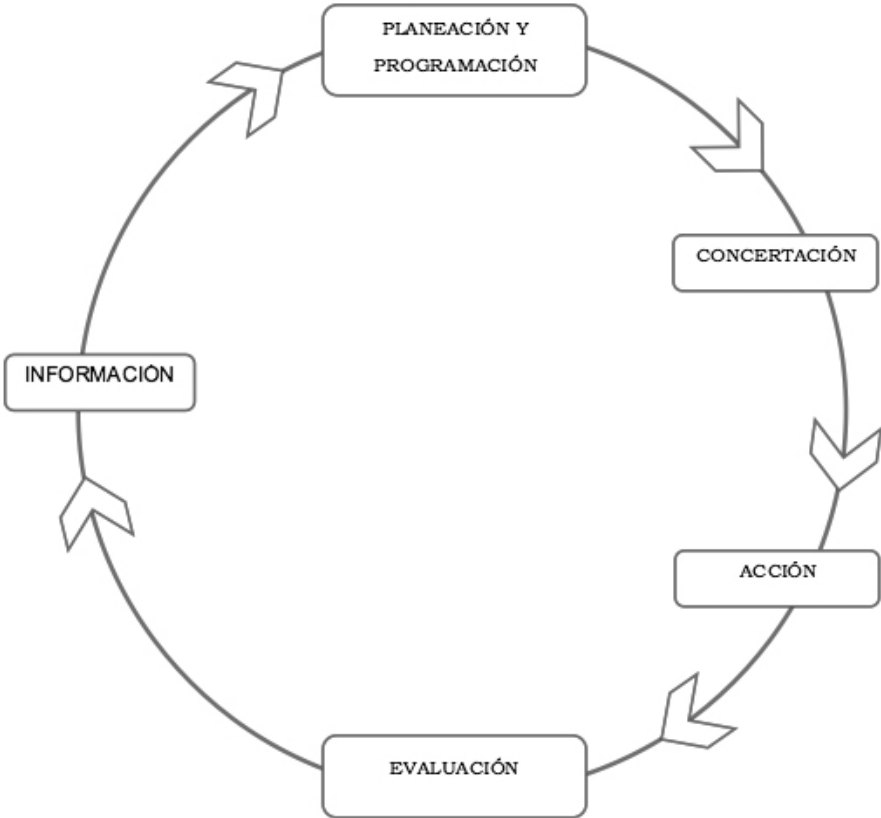 PLANEACIÓN Y
PROGRAMACIÓN
CONCERTACIÓN
INFORMACIÓN
ACCIÓN
EVALUACIÓN